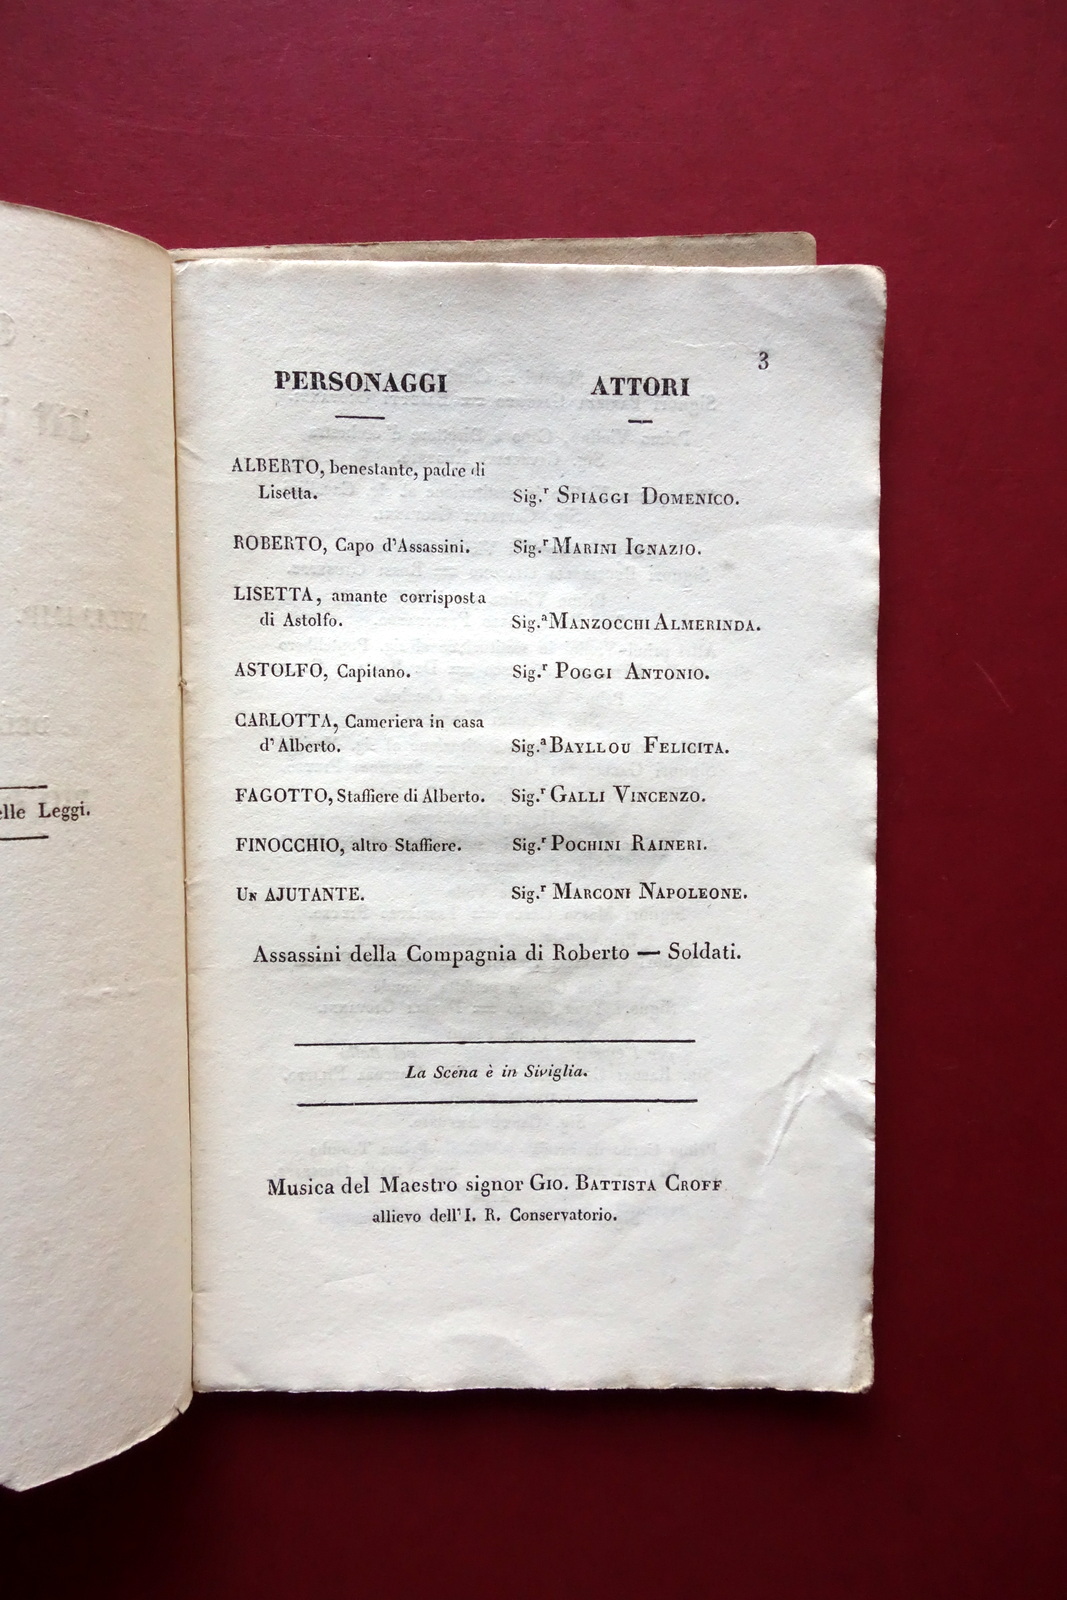 3
PERSONAGGI
ATTORI
ALBERTO, benestante, padre di
Lisetta.
Sig.ʳ SPIAGGI DOMENICO.
ROBERTO, Capo d'Assassini.
Sig.ʳ MARINI IGNAZIO.
LISETTA, amante corrisposta
di Astolfo.
Sig.ª MANZOCCHI ALMERINDA.
ASTOLFO, Capitano.
Sig.ʳ POGGI ANTONIO.
CARLOTTA, Cameriera in casa
d'Alberto.
Sig.ª BAYLLOU FELICITA.
FAGOTTO, Staffiere di Alberto.
Sig.ʳ GALLI VINCENZO.
FINOCCHIO, altro Staffiere.
Sig.ʳ POCHINI RAINERI.
UN AJUTANTE.
Sig.ʳ MARCONI NAPOLEONE.
Assassini della Compagnia di Roberto — Soldati.
La Scena è in Siviglia.
Musica del Maestro signor GIO. BATTISTA CROFF
allievo dell'I. R. Conservatorio.
elle Leggi.